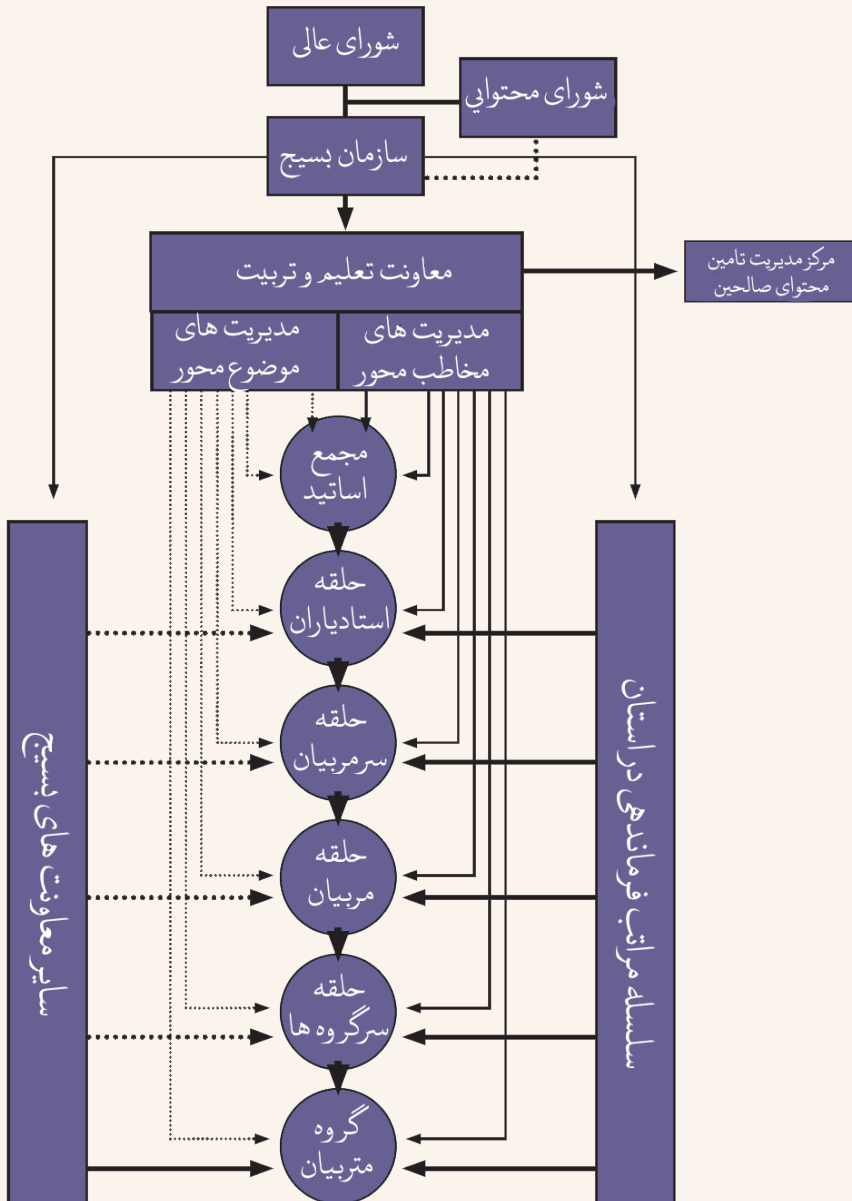 شورای عالی
شورای محتوایی
سازمان بسیج
معاونت تعلیم و تربیت
مرکز مدیریت تامین
محتوای صالحین
مدیریت های
مخاطب محور
مدیریت های
موضوع محور
مجمع
اساتید
حلقه
استادیاران
حلقه
سرمربیان
حلقه
مربیان
حلقه
سرگروه ها
گروه
متربیان
سلسله مراتب فرماندهی در استان
سایر معاونت های بسیج